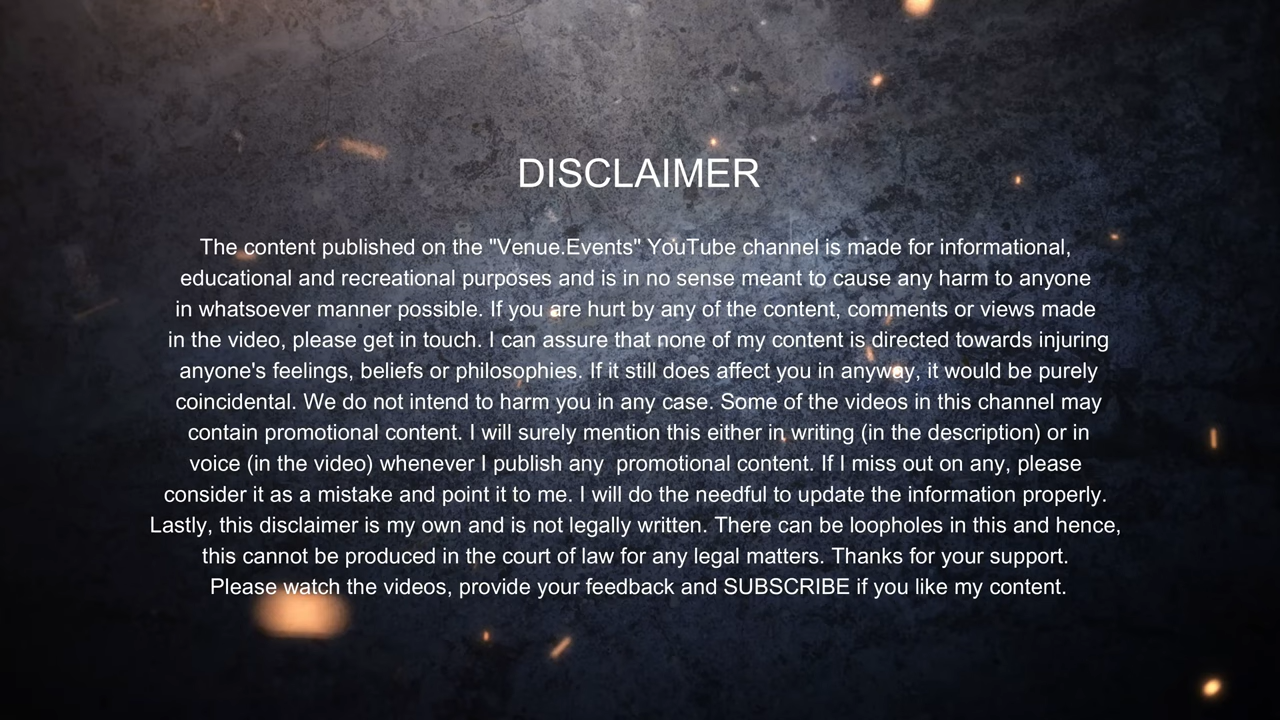 DISCLAIMER
The content published on the "Venue.Events" YouTube channel is made for informational,
educational and recreational purposes and is in no sense meant to cause any harm to anyone
in whatsoever manner possible. If you are hurt by any of the content, comments or views made
in the video, please get in touch. I can assure that none of my content is directed towards injuring
anyone's feelings, beliefs or philosophies. If it still does affect you in anyway, it would be purely
coincidental. We do not intend to harm you in any case. Some of the videos in this channel may
contain promotional content. I will surely mention this either in writing (in the description) or in
voice (in the video) whenever I publish any  promotional content. If I miss out on any, please
consider it as a mistake and point it to me. I will do the needful to update the information properly.
Lastly, this disclaimer is my own and is not legally written. There can be loopholes in this and hence,
this cannot be produced in the court of law for any legal matters. Thanks for your support.
Please watch the videos, provide your feedback and SUBSCRIBE if you like my content.